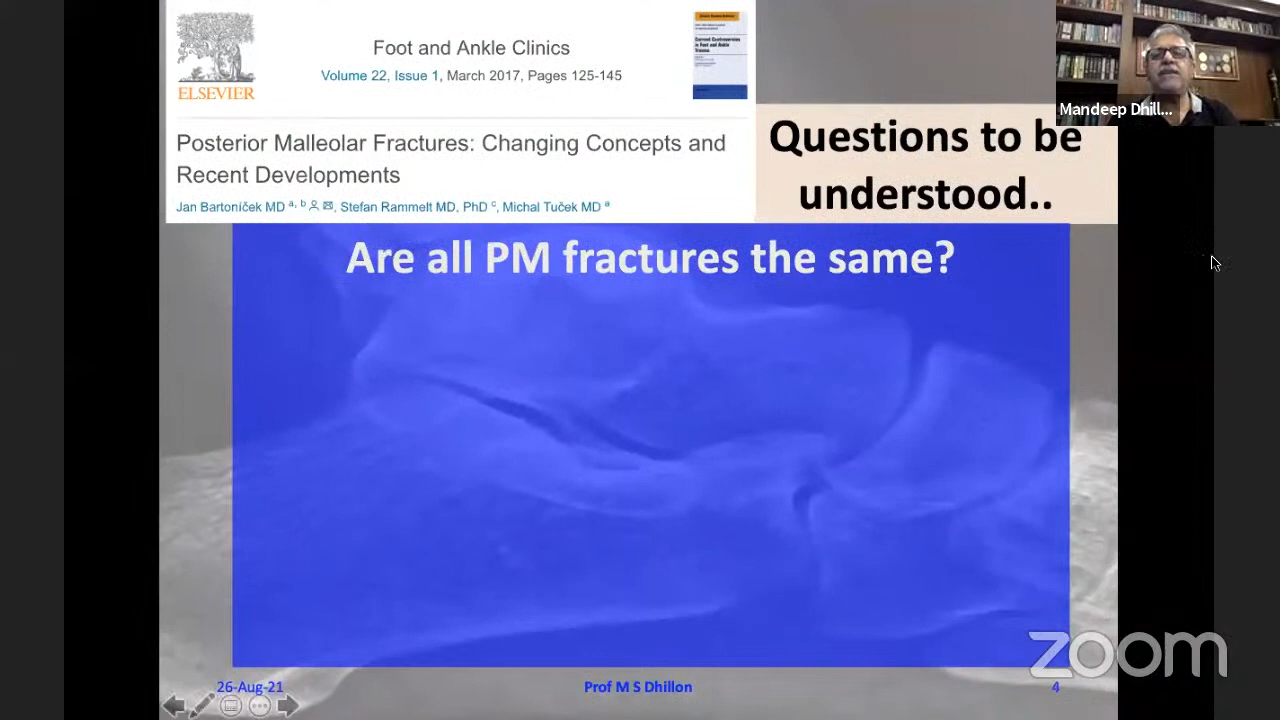 Foot and Ankle Clinics
Volume 22, Issue 1, March 2017, Pages 125-145
ELSEVIER
Posterior Malleolar Fractures: Changing Concepts and
Recent Developments
Jan Bartoníček MD a, b, Stefan Rammelt MD, PhD c, Michal Tuček MD a
Mandeep Dhill...
Questions to be
understood..
Are all PM fractures the same?
zoom
26-Aug-21
Prof M S Dhillon
4